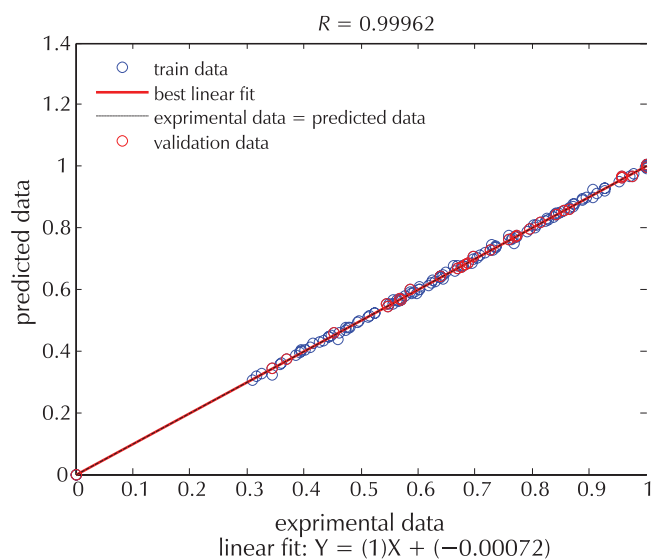 R = 0.99962
1.4
1.2
1
0.8
0.6
0.4
0.2
0
train data
best linear fit
exprimental data = predicted data
validation data
predicted data
0 0.1 0.2 0.3 0.4 0.5 0.6 0.7 0.8 0.9 1
exprimental data
linear fit: Y = (1)X + (−0.00072)